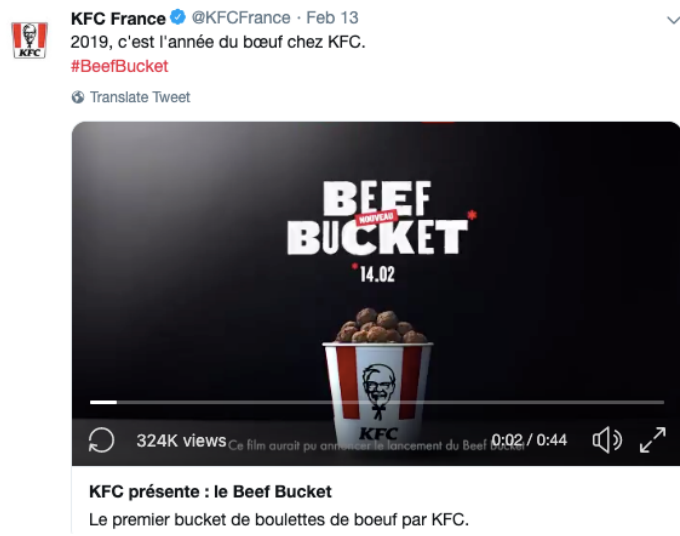 KFC France @KFCFrance · Feb 13
2019, c'est l'année du bœuf chez KFC.
#BeefBucket
Translate Tweet
BEEF
NOUVEAU
BUCKET*
*14.02
KFC
KFC
324K views
Ce film aurait pu annoncer le lancement du Beef Bucket
0:02 / 0:44
KFC présente : le Beef Bucket
Le premier bucket de boulettes de boeuf par KFC.